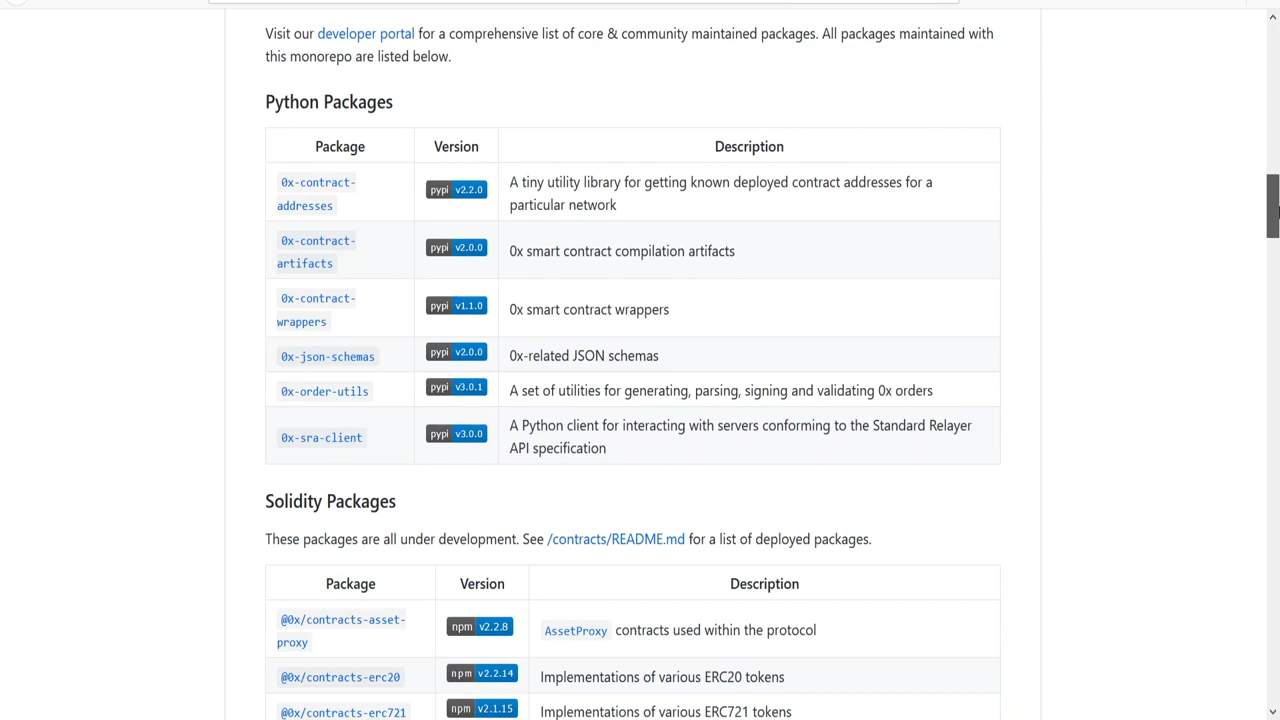 Visit our developer portal for a comprehensive list of core & community maintained packages. All packages maintained with
this monorepo are listed below.
Python Packages
Package Version Description
0x-contract-
addresses
pypi v2.2.0
A tiny utility library for getting known deployed contract addresses for a
particular network
0x-contract-
artifacts
pypi v2.0.0
0x smart contract compilation artifacts
0x-contract-
wrappers
pypi v1.1.0
0x smart contract wrappers
0x-json-schemas pypi v2.0.0 0x-related JSON schemas
0x-order-utils pypi v3.0.1 A set of utilities for generating, parsing, signing and validating 0x orders
0x-sra-client pypi v3.0.0
A Python client for interacting with servers conforming to the Standard Relayer
API specification
Solidity Packages
These packages are all under development. See /contracts/README.md for a list of deployed packages.
Package Version Description
@0x/contracts-asset-
proxy
npm v2.2.8
AssetProxy contracts used within the protocol
@0x/contracts-erc20 npm v2.2.14 Implementations of various ERC20 tokens
@0x/contracts-erc721 npm v2.1.15 Implementations of various ERC721 tokens